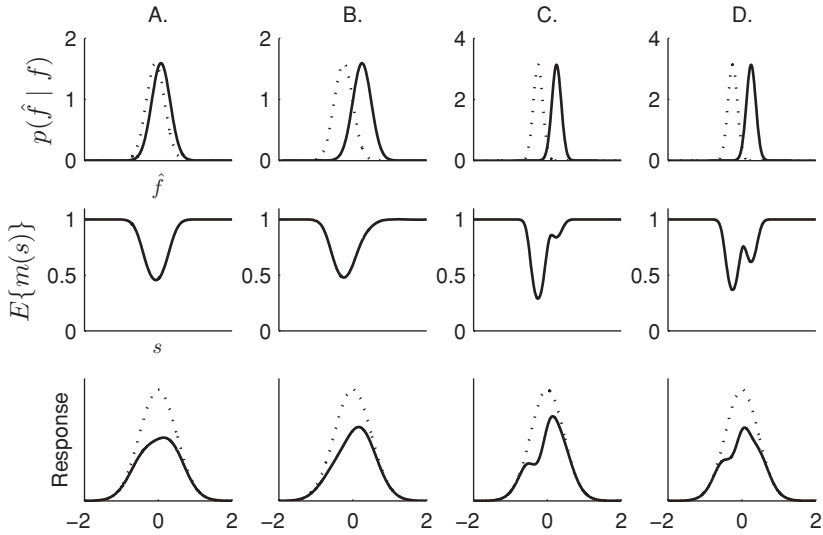 A. B. C. D.
p(f̂ | f)
2 2 4 4
1 1 2 2
0 0 0 0
f̂
E{m(s)}
1 1 1 1
0.5 0.5 0.5 0.5
0 0 0 0
s
Response
−2 0 2 −2 0 2 −2 0 2 −2 0 2